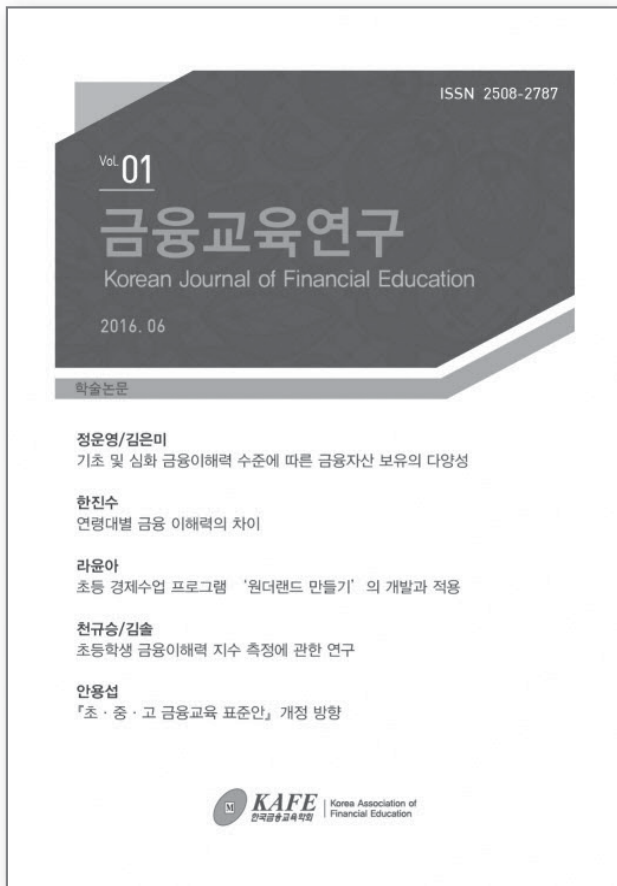 ISSN 2508-2787
Vol. 01
금융교육연구
Korean Journal of Financial Education
2016. 06
학술논문
정운영/김은미
기초 및 심화 금융이해력 수준에 따른 금융자산 보유의 다양성
한진수
연령대별 금융 이해력의 차이
라윤아
초등 경제수업 프로그램 ‘원더랜드 만들기’의 개발과 적용
천규승/김솔
초등학생 금융이해력 지수 측정에 관한 연구
안용섭
『초·중·고 금융교육 표준안』 개정 방향
M
KAFE
한국금융교육학회
Korea Association of
Financial Education